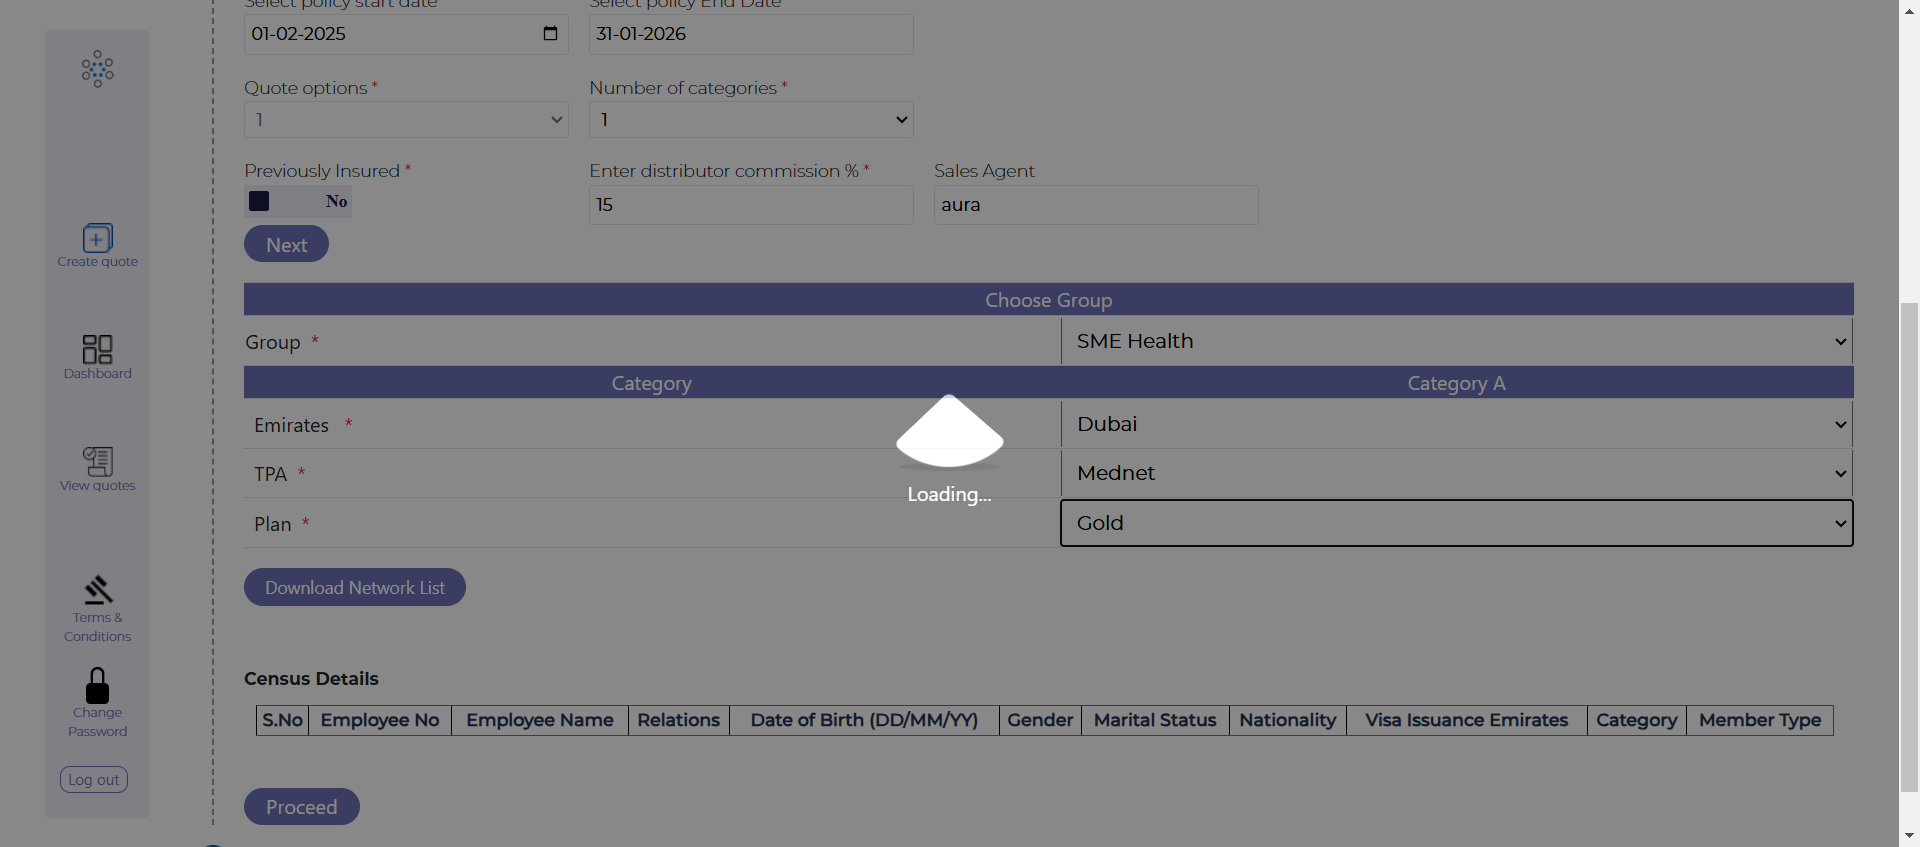 Select policy start date Select policy End Date
01-02-2025 31-01-2026
Quote options * Number of categories *
1 1
Previously Insured * Enter distributor commission % * Sales Agent
No 15 aura
Next
Choose Group
Group * SME Health
Category Category A
Emirates * Dubai
TPA * Mednet
Loading...
Plan * Gold
Download Network List
Census Details
S.No Employee No Employee Name Relations Date of Birth (DD/MM/YY) Gender Marital Status Nationality Visa Issuance Emirates Category Member Type
Proceed
Create quote
Dashboard
View quotes
Terms &
Conditions
Change
Password
Log out